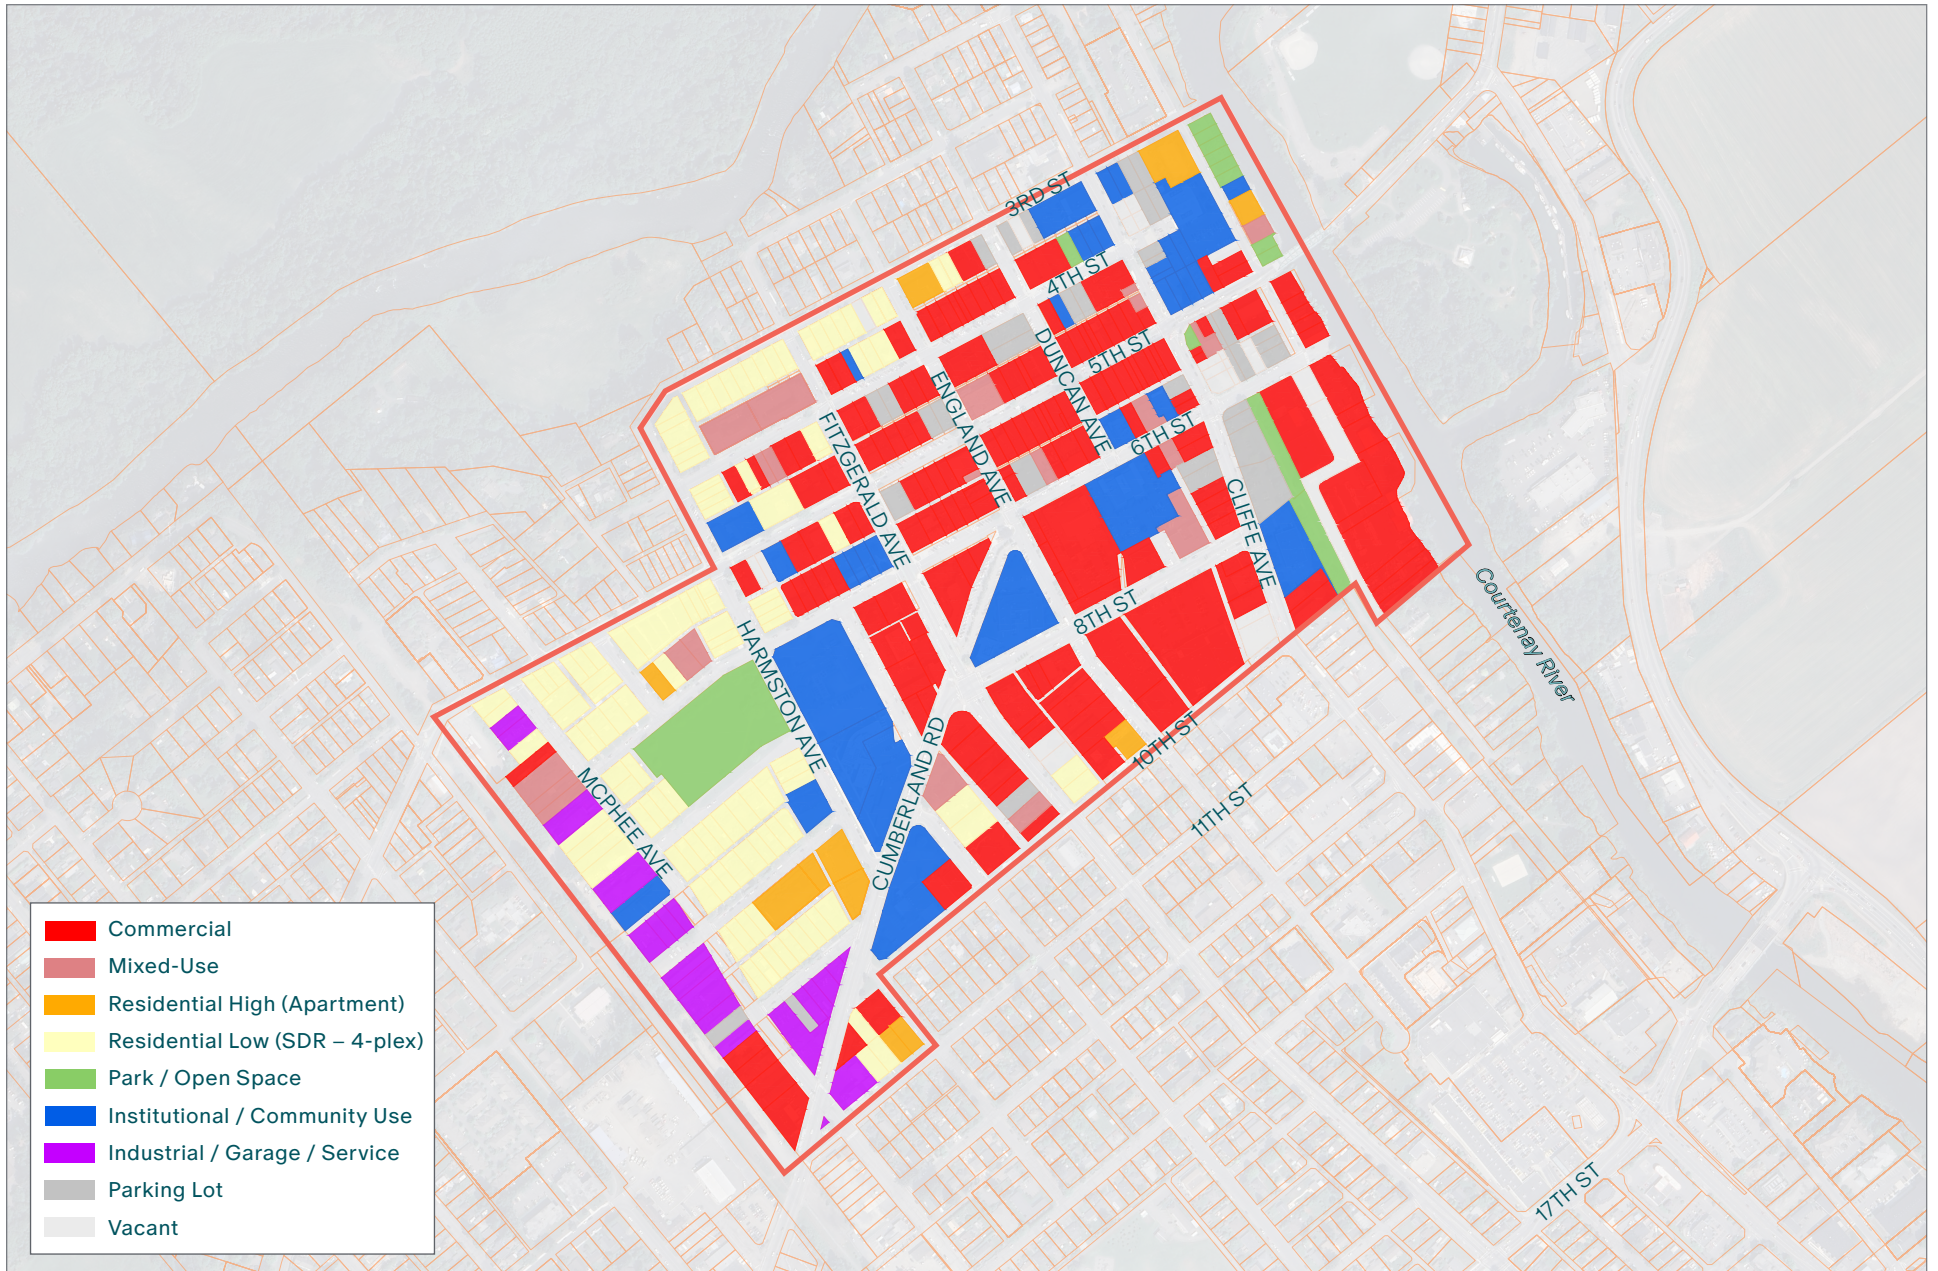 3RD ST
4TH ST
5TH ST
6TH ST
DUNCAN AVE
ENGLAND AVE
FITZGERALD AVE
CLIFFE AVE
8TH ST
HARMSTON AVE
Courtenay River
MCPHEE AVE
CUMBERLAND RD
10TH ST
11TH ST
17TH ST
Commercial
Mixed-Use
Residential High (Apartment)
Residential Low (SDR – 4-plex)
Park / Open Space
Institutional / Community Use
Industrial / Garage / Service
Parking Lot
Vacant